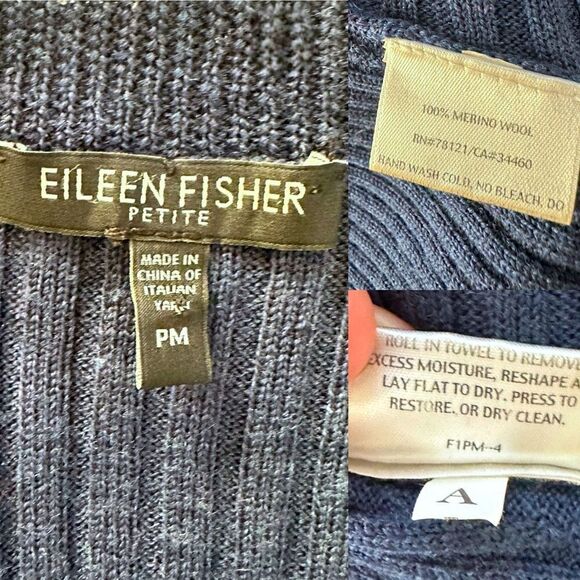 EILEEN FISHER
PETITE
MADE IN
CHINA OF
ITALIAN
YARN
PM
100% MERINO WOOL
RN#78121/CA#34460
HAND WASH COLD, NO BLEACH, DO
ROLL IN TOWEL TO REMOVE
EXCESS MOISTURE, RESHAPE A
LAY FLAT TO DRY. PRESS TO
RESTORE, OR DRY CLEAN.
F1PM--4
A